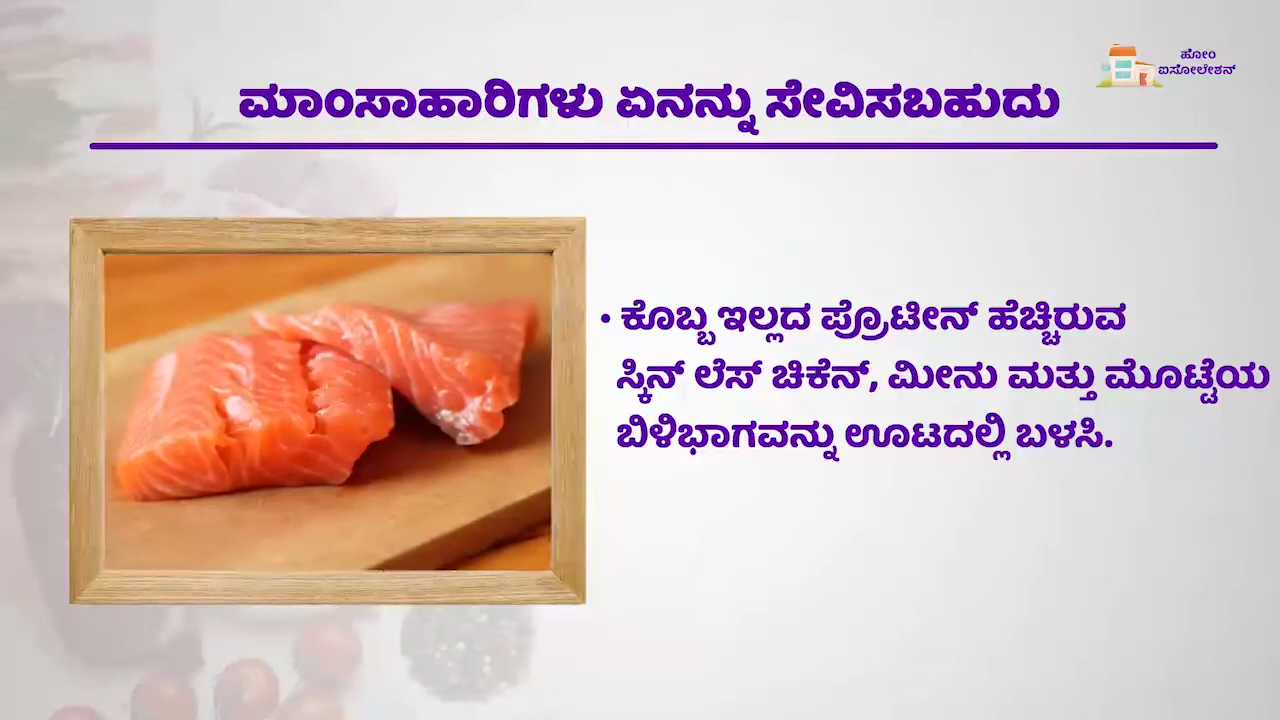 ಹೋಂ
ಐಸೋಲೇಶನ್
ಮಾಂಸಾಹಾರಿಗಳು ಏನನ್ನು ಸೇವಿಸಬಹುದು
• ಕೊಬ್ಬು ಇಲ್ಲದ ಪ್ರೊಟೀನ್ ಹೆಚ್ಚಿರುವ
ಸ್ಕಿನ್ ಲೆಸ್ ಚಿಕೆನ್, ಮೀನು ಮತ್ತು ಮೊಟ್ಟೆಯ
ಬಿಳಿಭಾಗವನ್ನು ಊಟದಲ್ಲಿ ಬಳಸಿ.